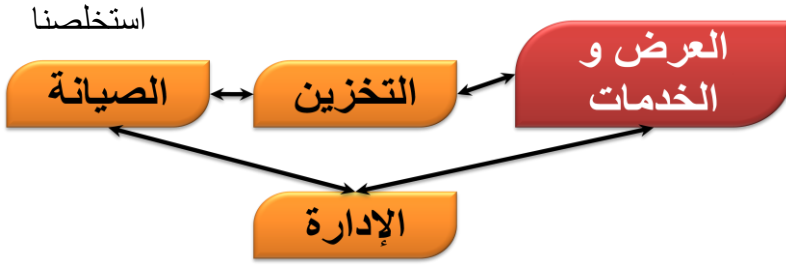 استخلصنا
العرض و
الخدمات
التخزين
الصيانة
الإدارة